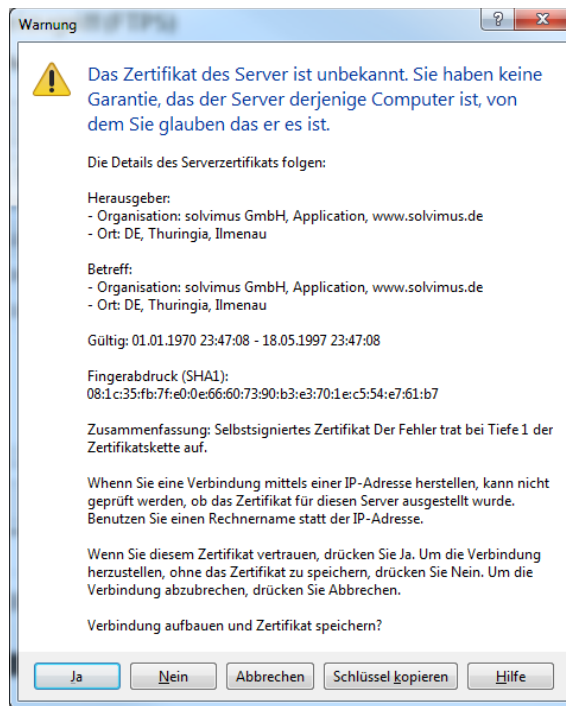 Warnung
Das Zertifikat des Server ist unbekannt. Sie haben keine
Garantie, das der Server derjenige Computer ist, von
dem Sie glauben das er es ist.
Die Details des Serverzertifikats folgen:
Herausgeber:
- Organisation: solvimus GmbH, Application, www.solvimus.de
- Ort: DE, Thuringia, Ilmenau
Betreff:
- Organisation: solvimus GmbH, Application, www.solvimus.de
- Ort: DE, Thuringia, Ilmenau
Gültig: 01.01.1970 23:47:08 - 18.05.1997 23:47:08
Fingerabdruck (SHA1):
08:1c:35:fb:7f:e0:0e:66:60:73:90:b3:e3:70:1e:c5:54:e7:61:b7
Zusammenfassung: Selbstsigniertes Zertifikat Der Fehler trat bei Tiefe 1 der
Zertifikatskette auf.
Whenn Sie eine Verbindung mittels einer IP-Adresse herstellen, kann nicht
geprüft werden, ob das Zertifikat für diesen Server ausgestellt wurde.
Benutzen Sie einen Rechnername statt der IP-Adresse.
Wenn Sie diesem Zertifikat vertrauen, drücken Sie Ja. Um die Verbindung
herzustellen, ohne das Zertifikat zu speichern, drücken Sie Nein. Um die
Verbindung abzubrechen, drücken Sie Abbrechen.
Verbindung aufbauen und Zertifikat speichern?
Ja Nein Abbrechen Schlüssel kopieren Hilfe